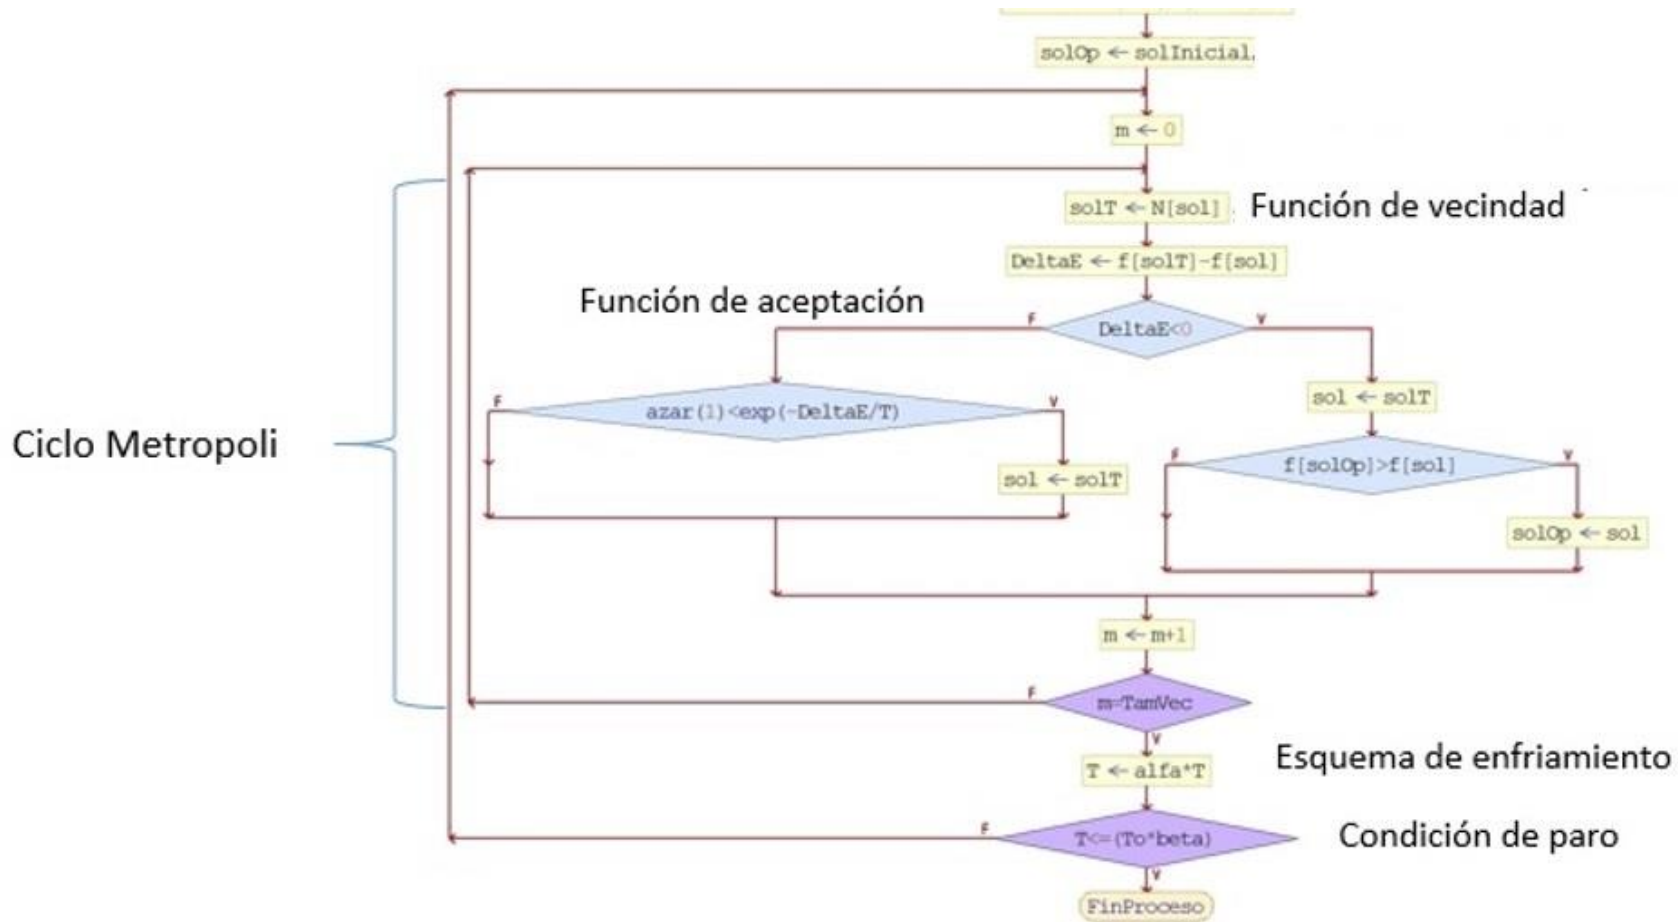 solOp ← solInicial.
m ← 0
solT ← N[sol]
Función de vecindad
DeltaE ← f[solT]-f[sol]
Función de aceptación
F
DeltaE<0
V
sol ← solT
F
azar(1)<exp(-DeltaE/T)
V
Ciclo Metropoli
F
f[solOp]>f[sol]
V
sol ← solT
solOp ← sol
m ← m+1
F
m=TamVec
V
Esquema de enfriamiento
T ← alfa*T
F
T<=(To*beta)
Condición de paro
V
FinProceso